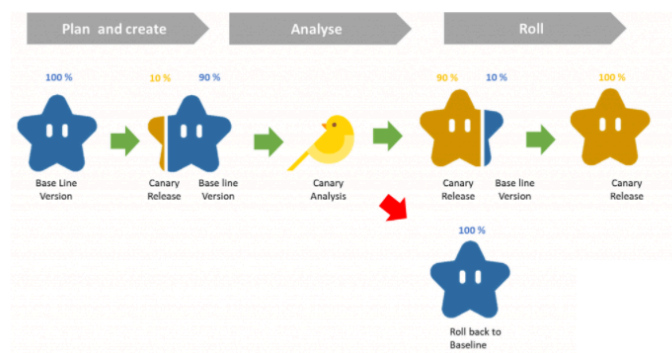 Plan and create
Analyse
Roll
100 %
10 %
90 %
90 %
10 %
100 %
Base Line
Version
Canary
Release
Base line
Version
Canary
Analysis
Canary
Release
Base line
Version
Canary
Release
100 %
Roll back to
Baseline